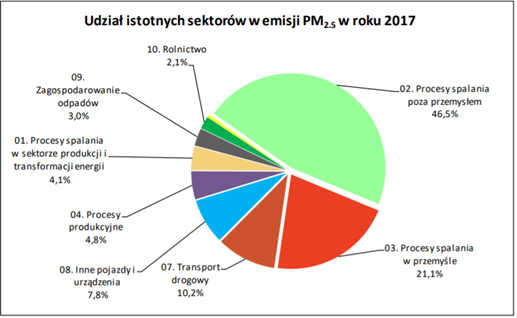 Udział istotnych sektorów w emisji PM2.5 w roku 2017
10. Rolnictwo
2,1%
09.
Zagospodarowanie
odpadów
3,0%
01. Procesy spalania
w sektorze produkcji i
transformacji energii
4,1%
04. Procesy
produkcyjne
4,8%
08. Inne pojazdy i
urządzenia
7,8%
07. Transport
drogowy
10,2%
03. Procesy spalania
w przemyśle
21,1%
02. Procesy spalania
poza przemysłem
46,5%